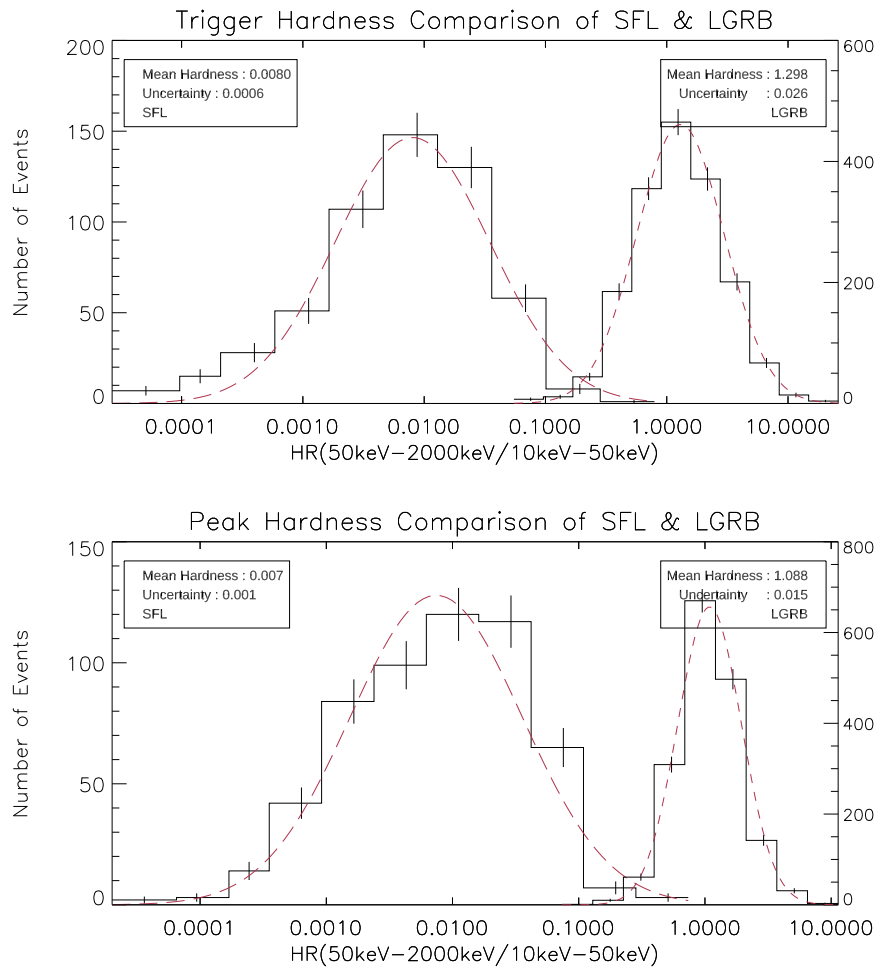 Trigger Hardness Comparison of SFL & LGRB
200
150
100
50
0
600
400
200
0
Number of Events
Mean Hardness : 0.0080
Uncertainty : 0.0006
SFL
Mean Hardness : 1.298
Uncertainty : 0.026
LGRB
0.0001 0.0010 0.0100 0.1000 1.0000 10.0000
HR(50keV-2000keV/10keV-50keV)
Peak Hardness Comparison of SFL & LGRB
150
100
50
0
800
600
400
200
0
Number of Events
Mean Hardness : 0.007
Uncertainty : 0.001
SFL
Mean Hardness : 1.088
Uncertainty : 0.015
LGRB
0.0001 0.0010 0.0100 0.1000 1.0000 10.0000
HR(50keV-2000keV/10keV-50keV)